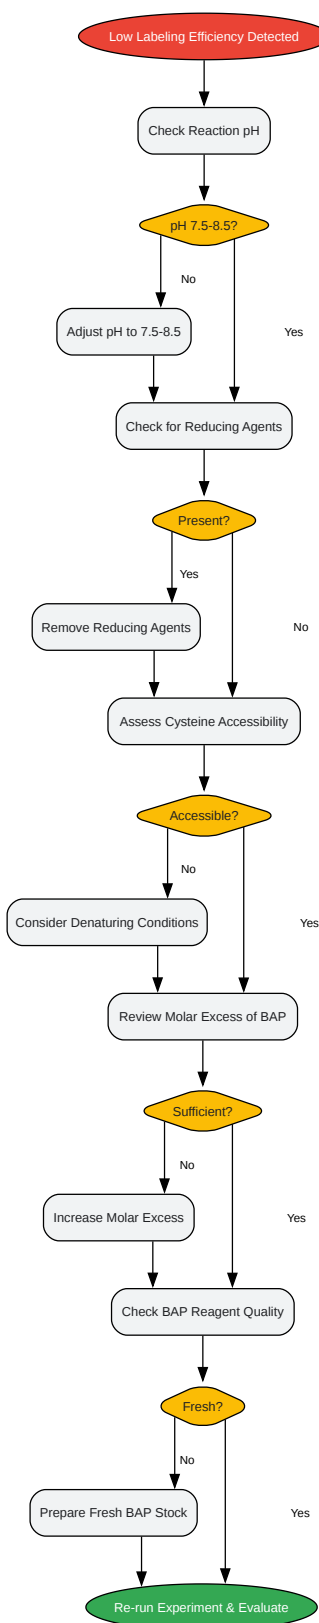 Low Labeling Efficiency Detected
Check Reaction pH
pH 7.5-8.5?
No
Adjust pH to 7.5-8.5
Yes
Check for Reducing Agents
Present?
Yes
Remove Reducing Agents
No
Assess Cysteine Accessibility
Accessible?
No
Consider Denaturing Conditions
Yes
Review Molar Excess of BAP
Sufficient?
No
Increase Molar Excess
Yes
Check BAP Reagent Quality
Fresh?
No
Prepare Fresh BAP Stock
Yes
Re-run Experiment & Evaluate